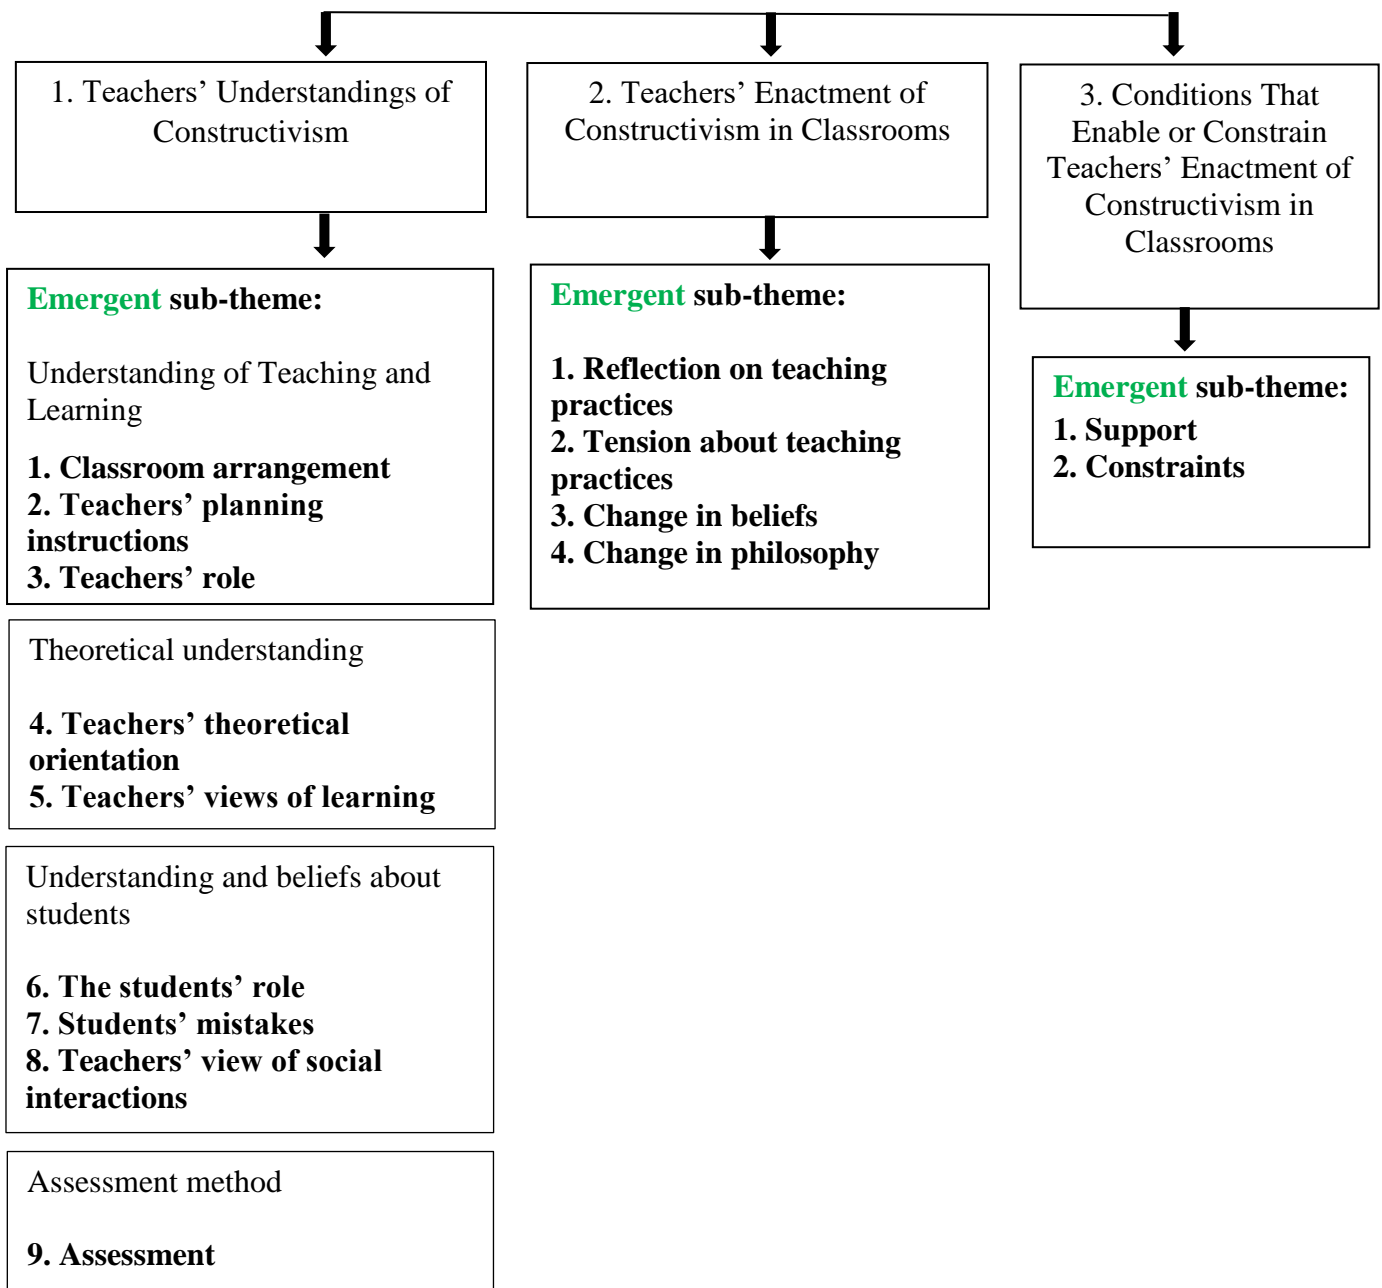 1. Teachers’ Understandings of
Constructivism
2. Teachers’ Enactment of
Constructivism in Classrooms
3. Conditions That
Enable or Constrain
Teachers’ Enactment of
Constructivism in
Classrooms
Emergent sub-theme:
Understanding of Teaching and
Learning
1. Classroom arrangement
2. Teachers’ planning
instructions
3. Teachers’ role
Emergent sub-theme:
1. Reflection on teaching
practices
2. Tension about teaching
practices
3. Change in beliefs
4. Change in philosophy
Emergent sub-theme:
1. Support
2. Constraints
Theoretical understanding
4. Teachers’ theoretical
orientation
5. Teachers’ views of learning
Understanding and beliefs about
students
6. The students’ role
7. Students’ mistakes
8. Teachers’ view of social
interactions
Assessment method
9. Assessment